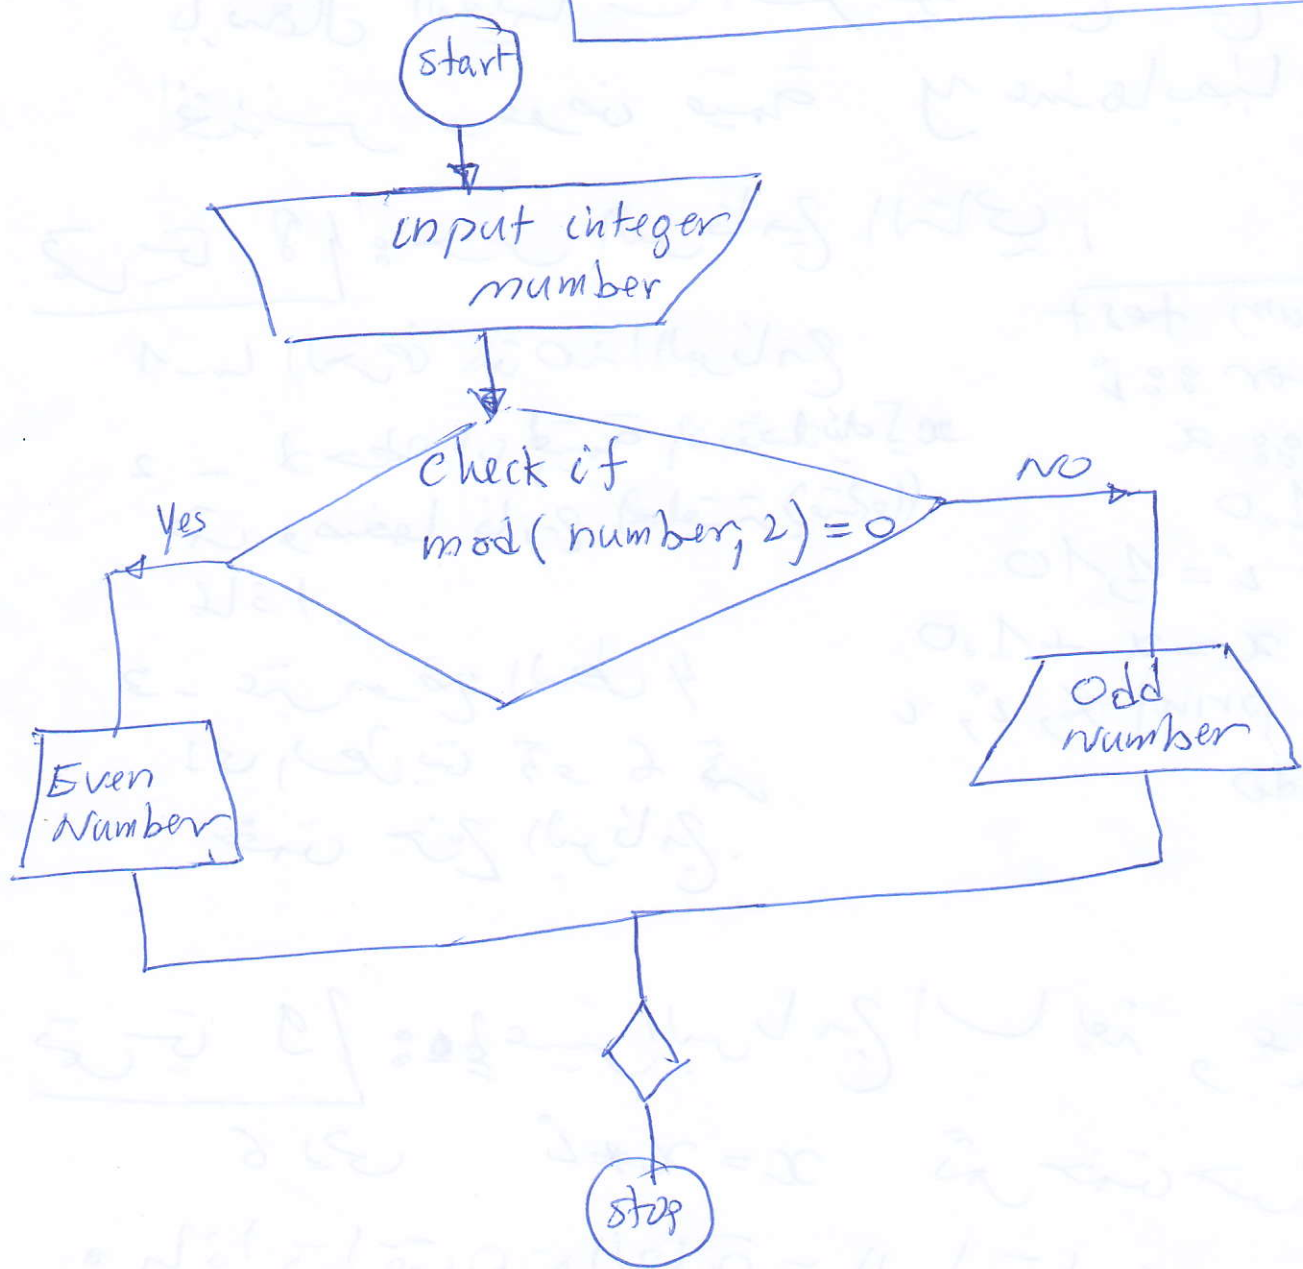 start
input integer
number
check if
mod(number, 2) = 0
Yes
NO
Odd
Number
Even
Number
stop